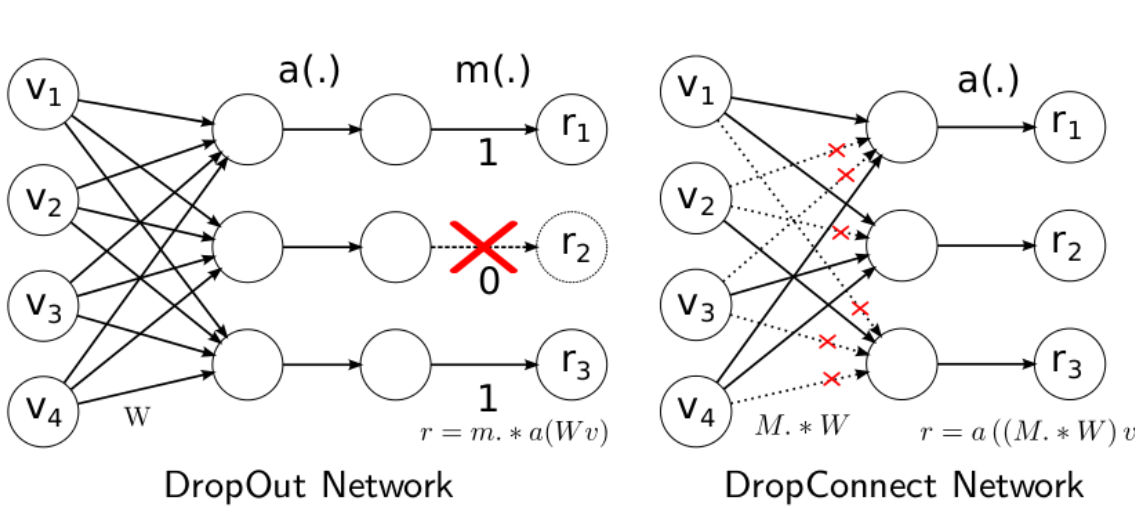 a(.) m(.)
v1
v2
v3
v4
W
1
0
1
r1
r2
r3
r = m. * a(Wv)
DropOut Network
a(.)
v1
v2
v3
v4
M. * W
r1
r2
r3
r = a ((M. * W) v
DropConnect Network